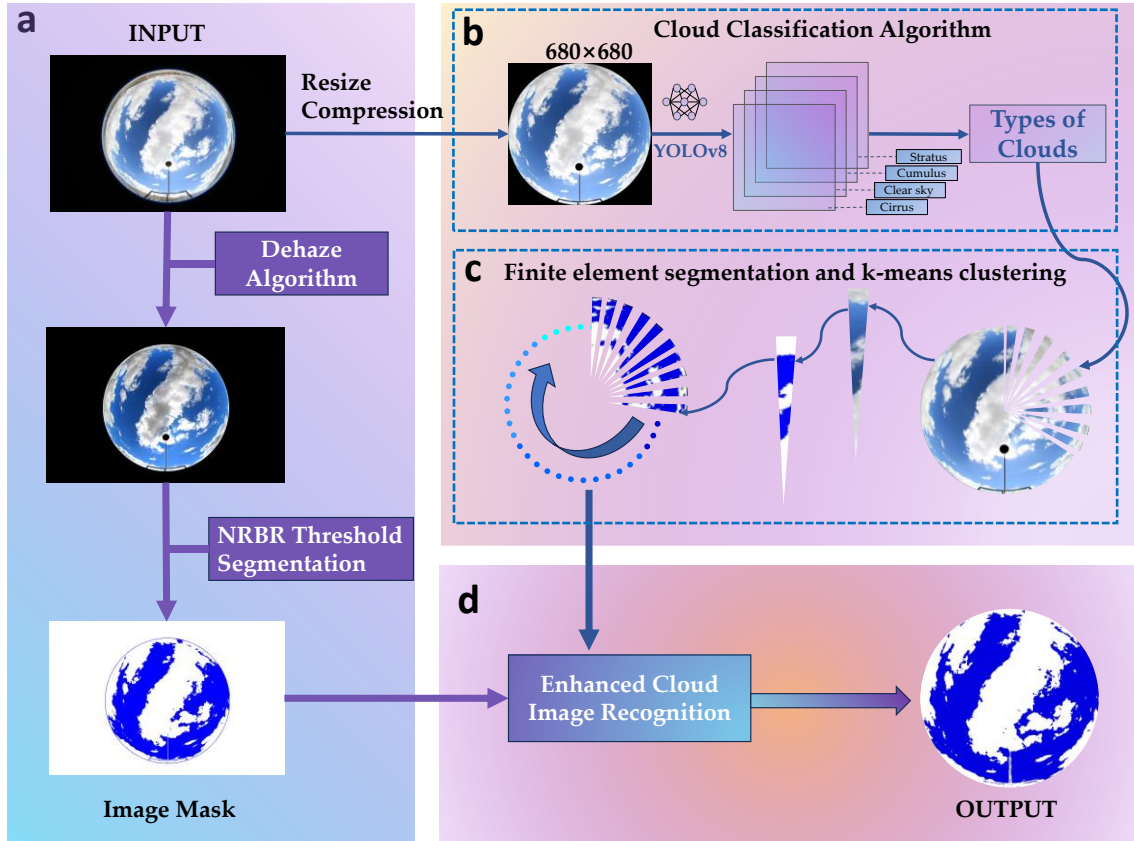 a
INPUT
Resize
Compression
Dehaze
Algorithm
NRBR Threshold
Segmentation
Image Mask
b
Cloud Classification Algorithm
680×680
YOLOv8
Stratus
Cumulus
Clear sky
Cirrus
Types of
Clouds
c
Finite element segmentation and k-means clustering
d
Enhanced Cloud
Image Recognition
OUTPUT